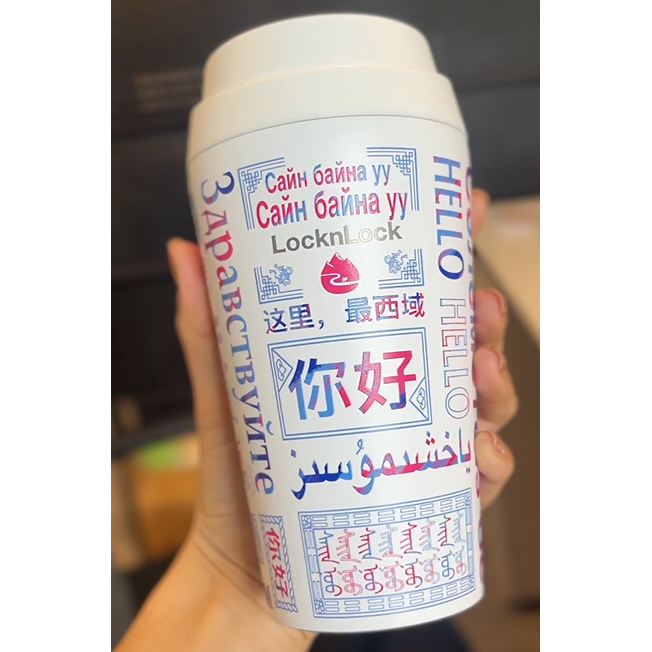 Сайн байна уу
Сайн байна уу
LocknLock
这里，最西域
你好
ياخشىمۇسىز
Здравствуйте
HELLO
HELLO
你好